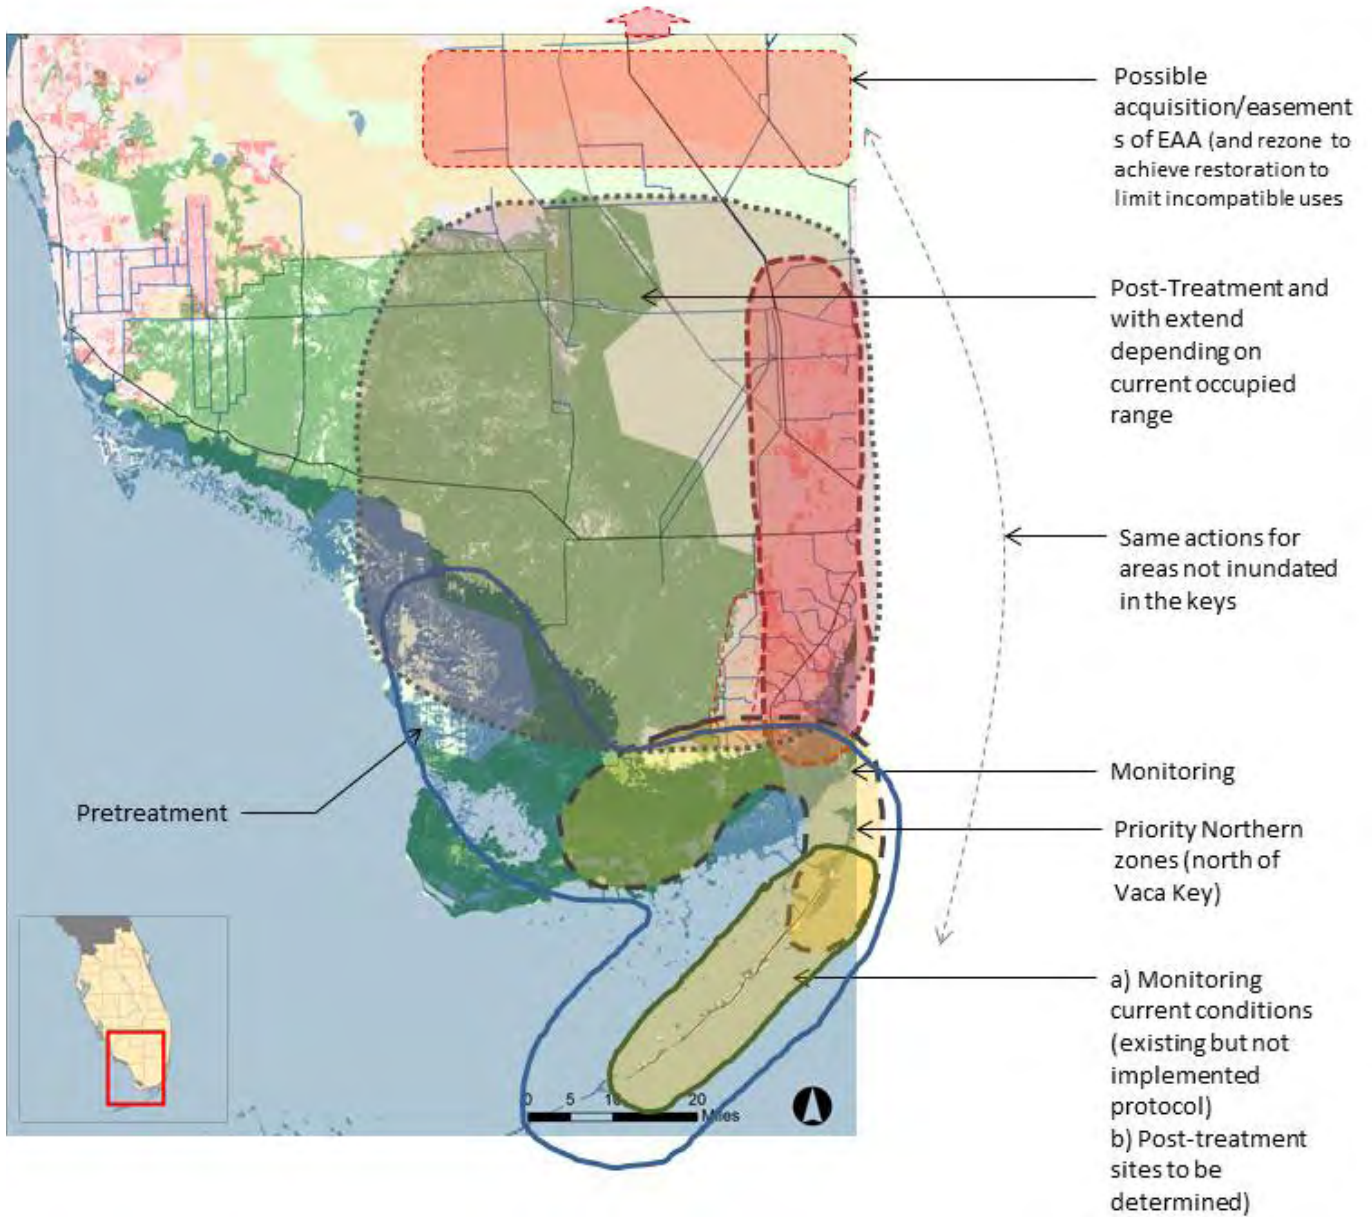 Possible
acquisition/easement
s of EAA (and rezone to
achieve restoration to
limit incompatible uses
Post-Treatment and
with extend
depending on
current occupied
range
Same actions for
areas not inundated
in the keys
Monitoring
Pretreatment
Priority Northern
zones (north of
Vaca Key)
a) Monitoring
current conditions
(existing but not
implemented
protocol)
b) Post-treatment
sites to be
determined)
0 5 10 20
Miles